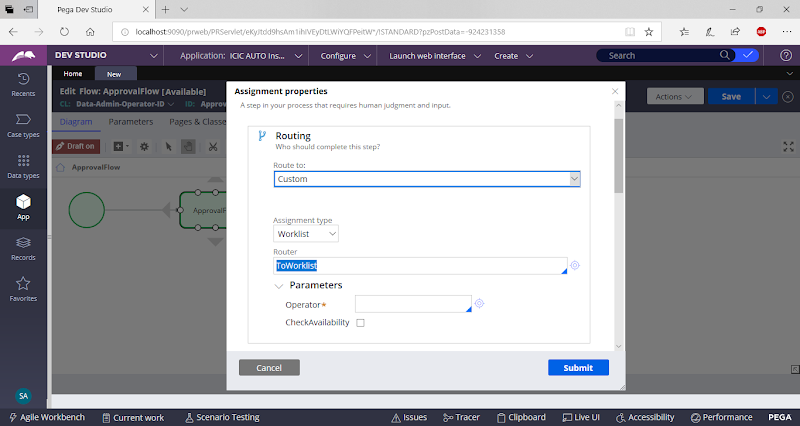 Pega Dev Studio
localhost:9090/prweb/PRServlet/eKyJtdd9hsAm1ihIVEyDtLWiYQFPeitW*/!STANDARD?pzPostData=-924231358
DEV STUDIO
Application: ICIC AUTO Ins...
Configure
Launch web interface
Create
Search
Home
New
Recents
Case types
Data types
App
Records
Favorites
SA
Edit Flow: ApprovalFlow [Available]
CL: Data-Admin-Operator-ID
ID: Approv
Actions
Save
Diagram
Parameters
Pages & Classe
Draft on
ApprovalFlow
ApprovalF
Assignment properties
A step in your process that requires human judgment and input.
Routing
Who should complete this step?
Route to:
Custom
Assignment type
Worklist
Router
ToWorklist
Parameters
Operator*
CheckAvailability
Cancel
Submit
Agile Workbench
Current work
Scenario Testing
Issues
Tracer
Clipboard
Live UI
Accessibility
Performance
PEGA